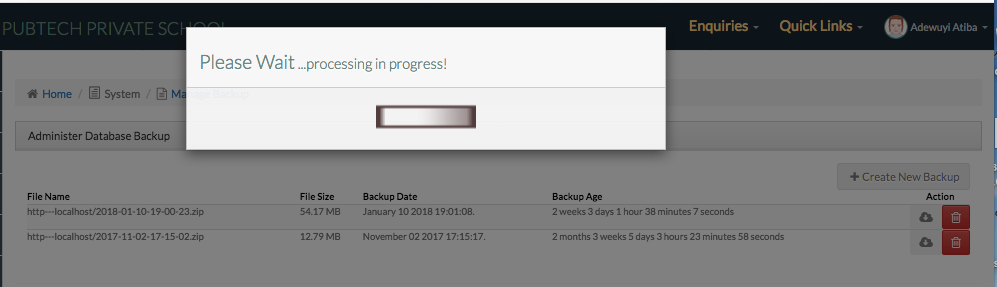 PUBTECH PRIVATE SCHOOL
Enquiries
Quick Links
Adewuyi Atiba
Please Wait ...processing in progress!
Home / System / Manage Backup
Administer Database Backup
Create New Backup
File Name File Size Backup Date Backup Age Action
http---localhost/2018-01-10-19-00-23.zip 54.17 MB January 10 2018 19:01:08. 2 weeks 3 days 1 hour 38 minutes 7 seconds
http---localhost/2017-11-02-17-15-02.zip 12.79 MB November 02 2017 17:15:17. 2 months 3 weeks 5 days 3 hours 23 minutes 58 seconds